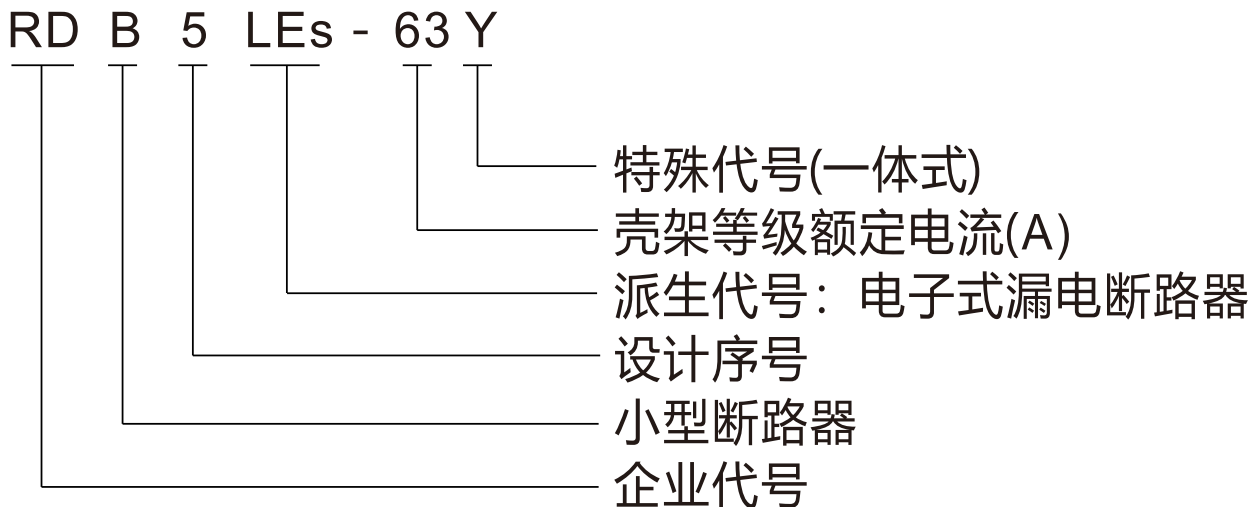 RD B 5 LEs - 63 Y
特殊代号(一体式)
壳架等级额定电流(A)
派生代号：电子式漏电断路器
设计序号
小型断路器
企业代号